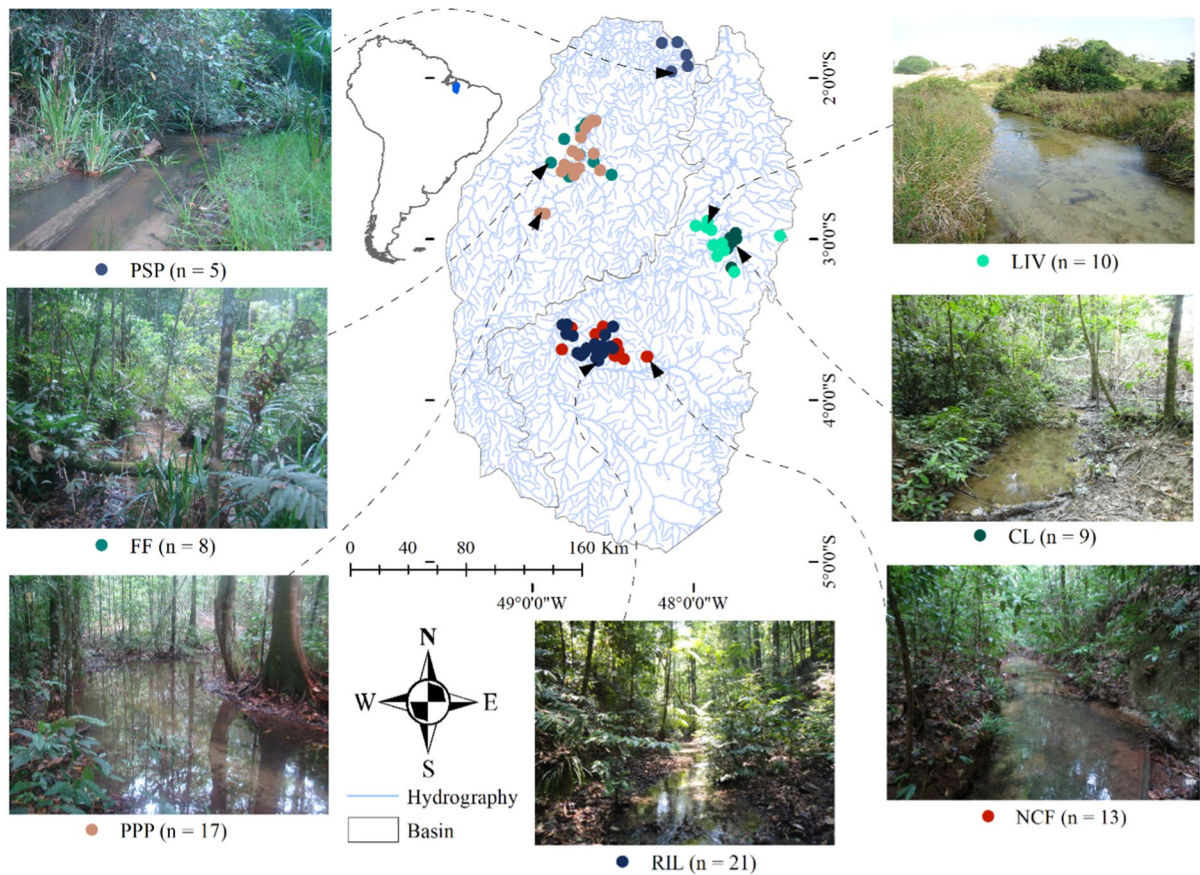 2°0'0"S
3°0'0"S
4°0'0"S
5°0'0"S
PSP (n = 5)
LIV (n = 10)
FF (n = 8)
CL (n = 9)
0 40 80 160 Km
49°0'0"W 48°0'0"W
N
W E
S
Hydrography
Basin
PPP (n = 17)
RIL (n = 21)
NCF (n = 13)